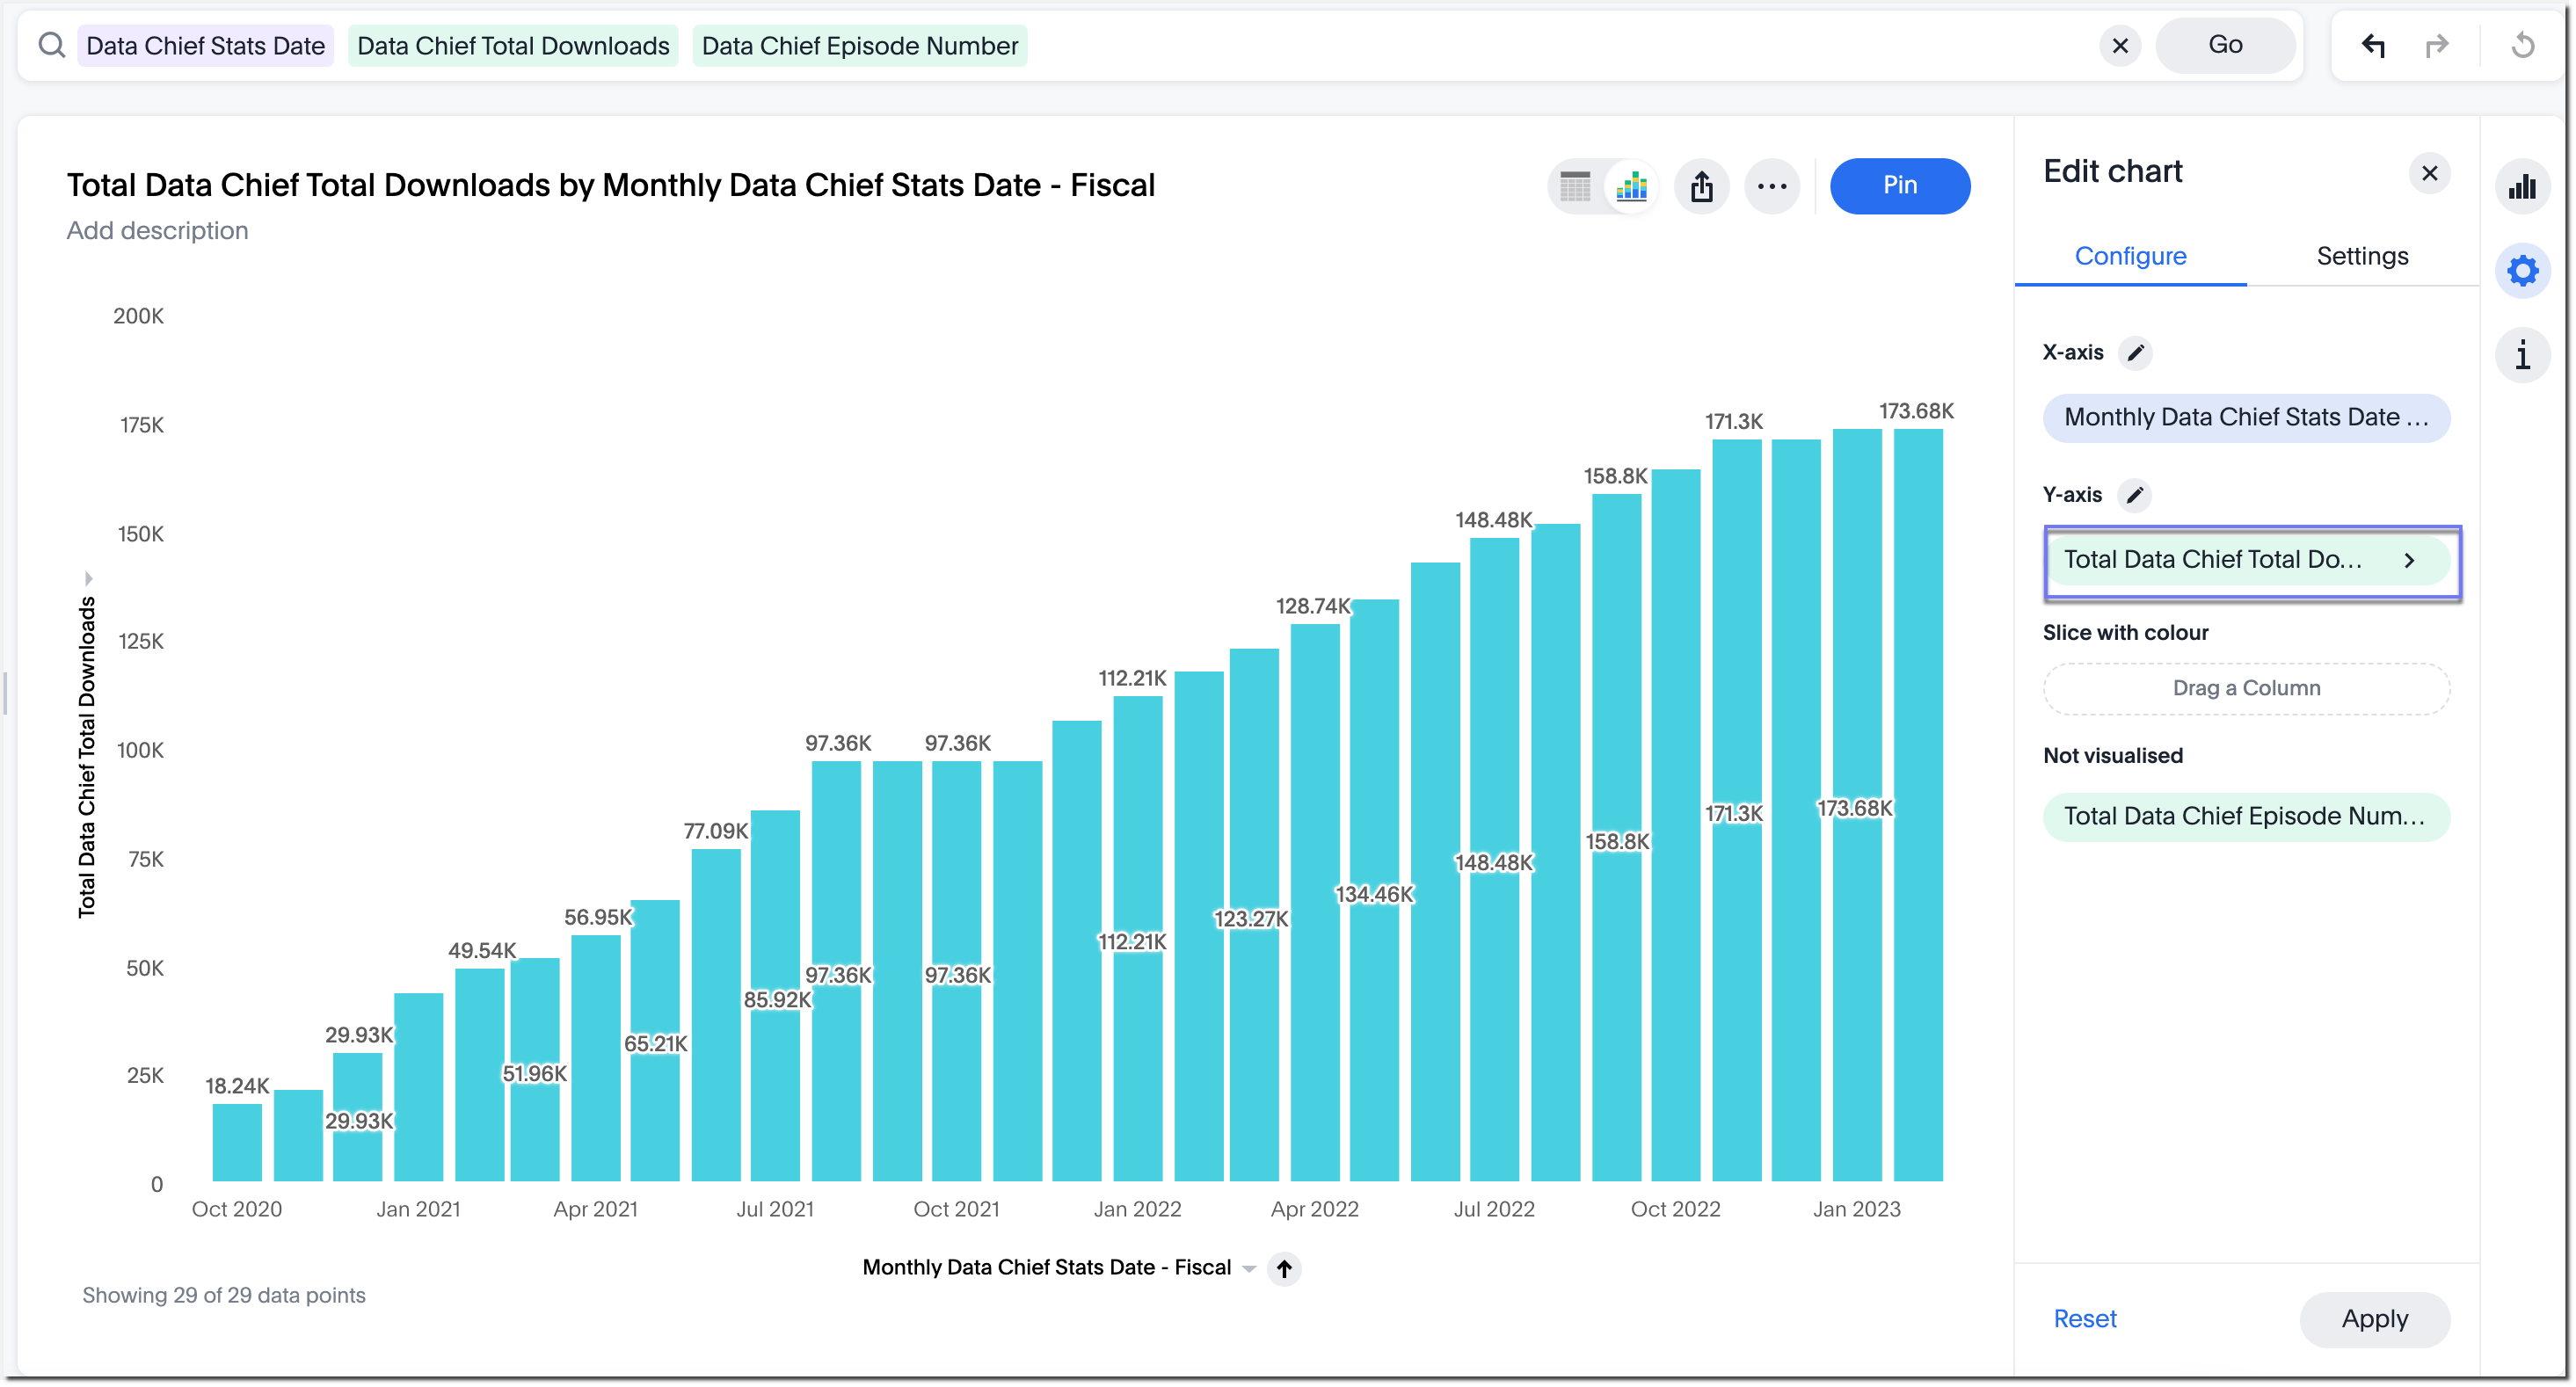 Data Chief Stats Date Data Chief Total Downloads Data Chief Episode Number Go
Total Data Chief Total Downloads by Monthly Data Chief Stats Date - Fiscal
Add description
Pin
Edit chart
Configure Settings
X-axis
Monthly Data Chief Stats Date ...
Y-axis
Total Data Chief Total Do...
Slice with colour
Drag a Column
Not visualised
Total Data Chief Episode Num...
Reset Apply
Total Data Chief Total Downloads
200K
175K
150K
125K
100K
75K
50K
25K
0
18.24K
29.93K
29.93K
49.54K
51.96K
56.95K
65.21K
77.09K
85.92K
97.36K
97.36K
97.36K
97.36K
112.21K
112.21K
123.27K
128.74K
134.46K
148.48K
148.48K
158.8K
158.8K
171.3K
171.3K
173.68K
173.68K
Oct 2020 Jan 2021 Apr 2021 Jul 2021 Oct 2021 Jan 2022 Apr 2022 Jul 2022 Oct 2022 Jan 2023
Monthly Data Chief Stats Date - Fiscal
Showing 29 of 29 data points